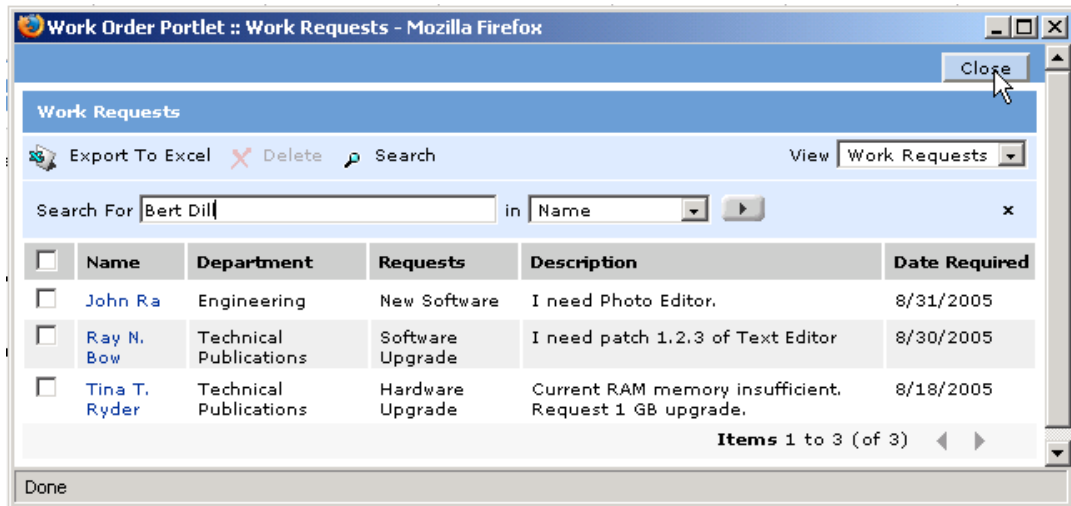 Work Order Portlet :: Work Requests - Mozilla Firefox
Close
Work Requests
Export To Excel Delete Search View Work Requests
Search For Bert Dill in Name x
Name Department Requests Description Date Required
John Ra Engineering New Software I need Photo Editor. 8/31/2005
Ray N. Technical Software I need patch 1.2.3 of Text Editor 8/30/2005
Bow Publications Upgrade
Tina T. Technical Hardware Current RAM memory insufficient. 8/18/2005
Ryder Publications Upgrade Request 1 GB upgrade.
Items 1 to 3 (of 3)
Done